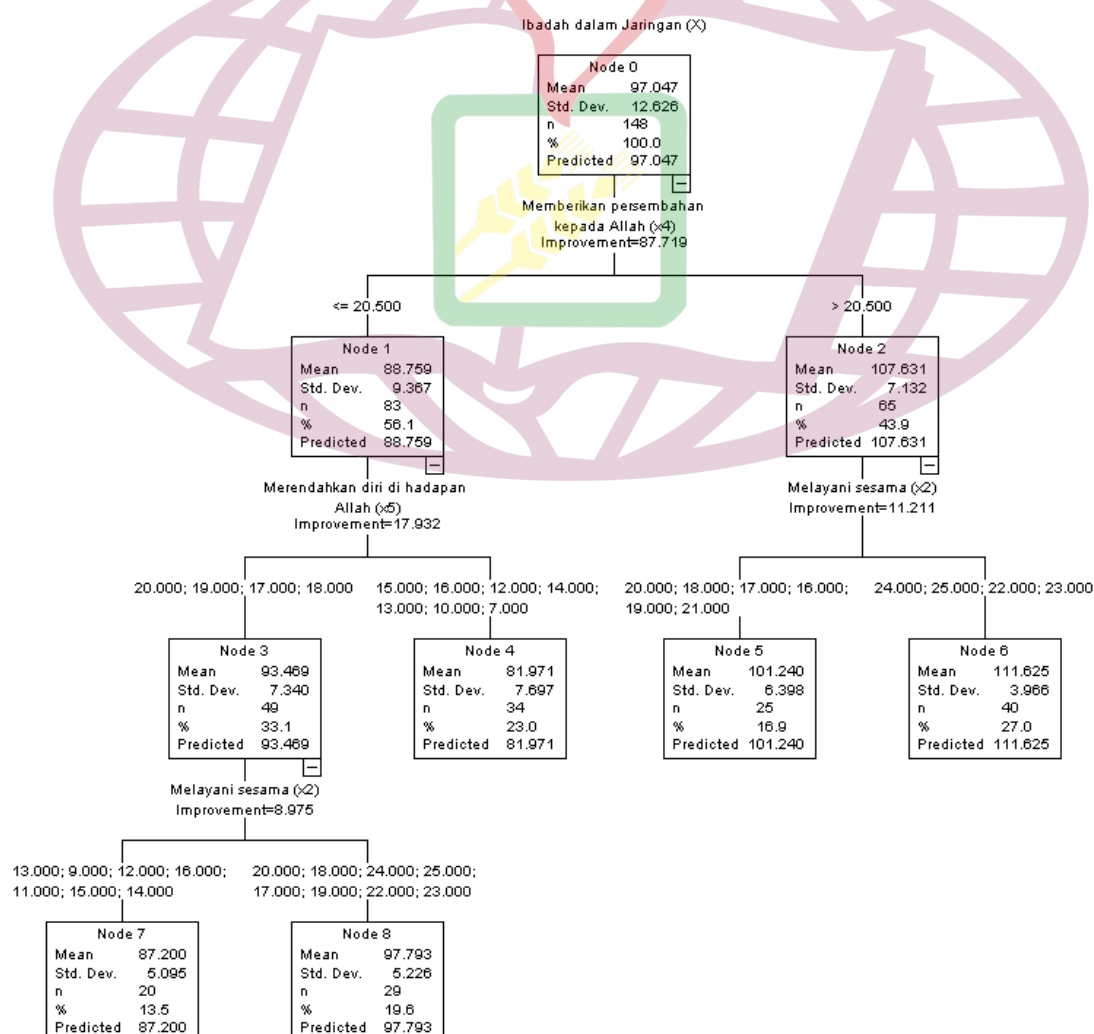 Ibadah dalam Jaringan (X)
Node 0
Mean 97.047
Std. Dev. 12.626
n 148
% 100.0
Predicted 97.047
Memberikan persembahan
kepada Allah (x4)
Improvement=87.719
<= 20.500
> 20.500
Node 1
Mean 88.759
Std. Dev. 9.367
n 83
% 56.1
Predicted 88.759
Node 2
Mean 107.631
Std. Dev. 7.132
n 65
% 43.9
Predicted 107.631
Merendahkan diri di hadapan
Allah (x5)
Improvement=17.932
Melayani sesama (x2)
Improvement=11.211
20.000; 19.000; 17.000; 18.000
15.000; 16.000; 12.000; 14.000;
13.000; 10.000; 7.000
20.000; 18.000; 17.000; 16.000;
19.000; 21.000
24.000; 25.000; 22.000; 23.000
Node 3
Mean 93.469
Std. Dev. 7.340
n 49
% 33.1
Predicted 93.469
Node 4
Mean 81.971
Std. Dev. 7.697
n 34
% 23.0
Predicted 81.971
Node 5
Mean 101.240
Std. Dev. 6.398
n 25
% 16.9
Predicted 101.240
Node 6
Mean 111.625
Std. Dev. 3.966
n 40
% 27.0
Predicted 111.625
Melayani sesama (x2)
Improvement=8.975
13.000; 9.000; 12.000; 16.000;
11.000; 15.000; 14.000
20.000; 18.000; 24.000; 25.000;
17.000; 19.000; 22.000; 23.000
Node 7
Mean 87.200
Std. Dev. 5.095
n 20
% 13.5
Predicted 87.200
Node 8
Mean 97.793
Std. Dev. 5.226
n 29
% 19.6
Predicted 97.793